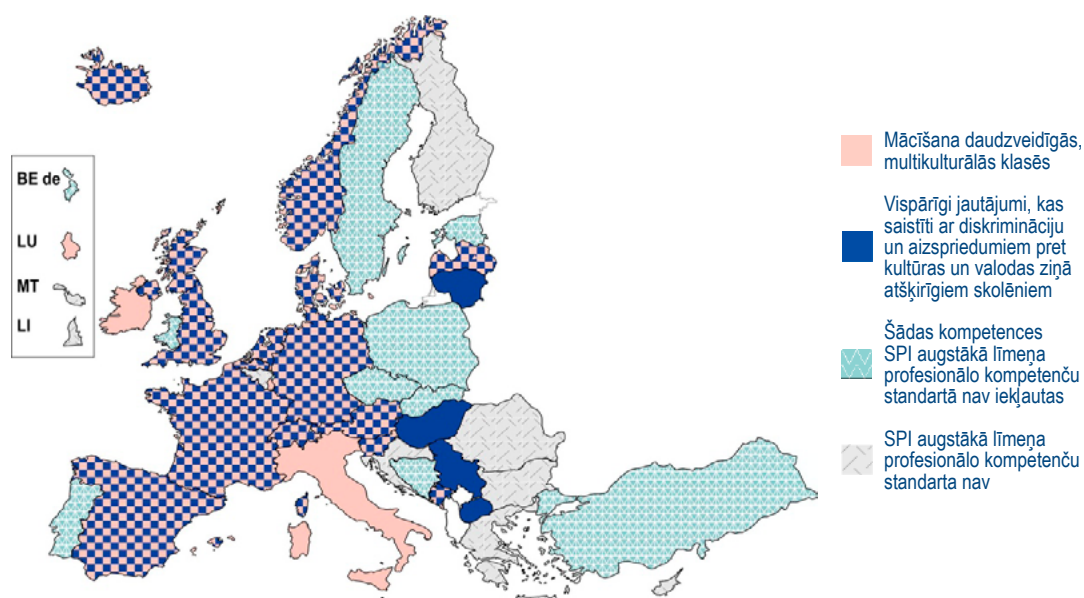 BE de
LU
MT
LI
Mācīšana daudzveidīgās,
multikulturālās klasēs
Vispārīgi jautājumi, kas
saistīti ar diskrimināciju
un aizspriedumiem pret
kultūras un valodas ziņā
atšķirīgiem skolēniem
Šādas kompetences
SPI augstākā līmeņa
profesionālo kompetenču
standartā nav iekļautas
SPI augstākā līmeņa
profesionālo kompetenču
standarta nav